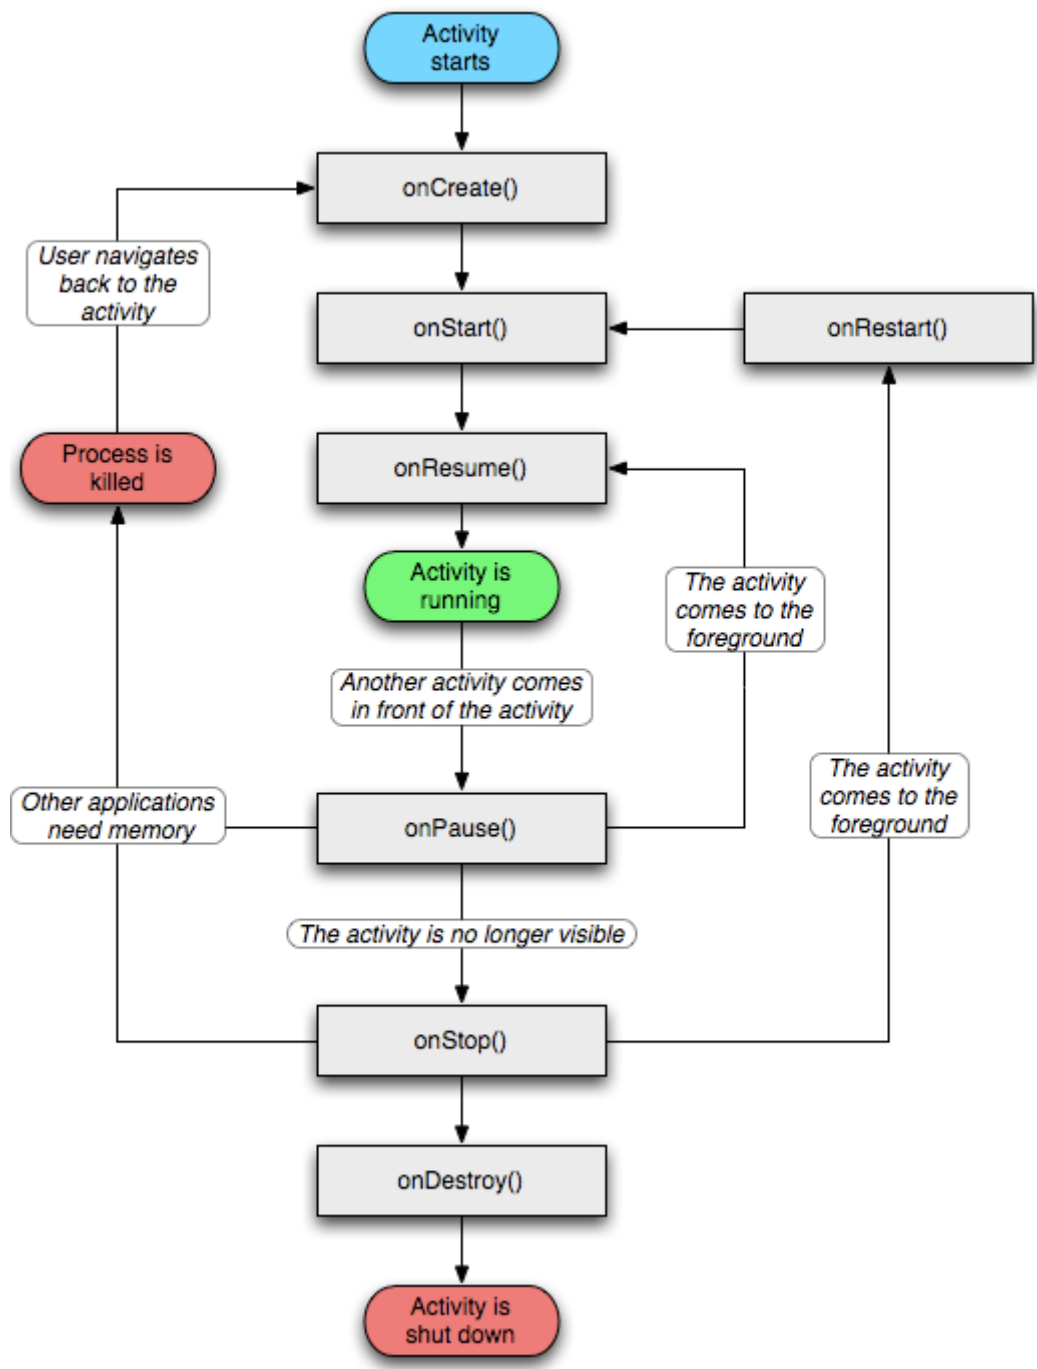 Activity
starts
onCreate()
User navigates
back to the
activity
onStart()
onRestart()
onResume()
Process is
killed
Activity is
running
The activity
comes to the
foreground
Another activity comes
in front of the activity
The activity
comes to the
foreground
Other applications
need memory
onPause()
The activity is no longer visible
onStop()
onDestroy()
Activity is
shut down